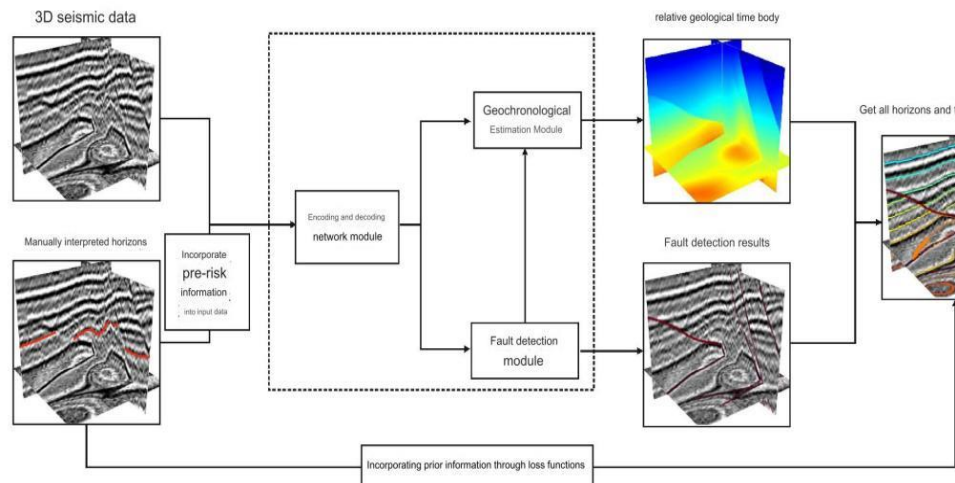 3D seismic data
relative geological time body
Geochronological
Estimation Module
Get all horizons and
Encoding and decoding
network module
Manually interpreted horizons
Incorporate
pre-risk
information
into input data
Fault detection results
Fault detection
module
Incorporating prior information through loss functions